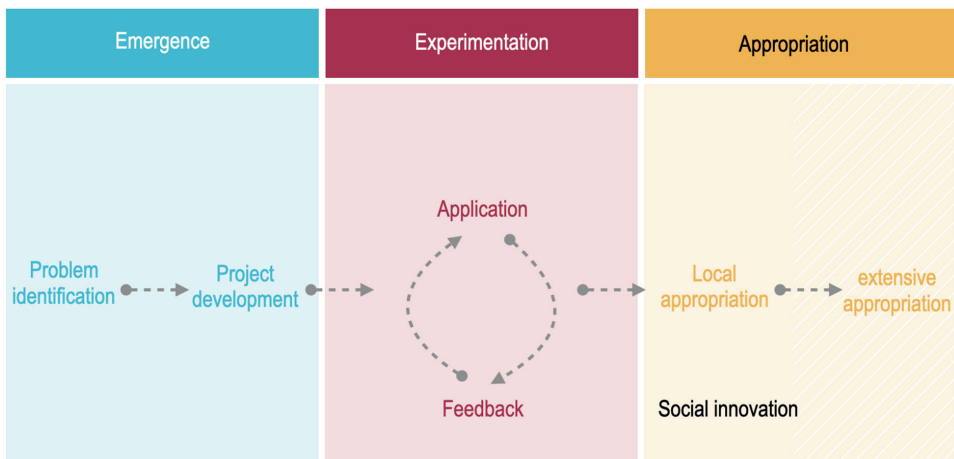 Emergence
Experimentation
Appropriation
Problem
identification
Project
development
Application
Feedback
Local
appropriation
extensive
appropriation
Social innovation